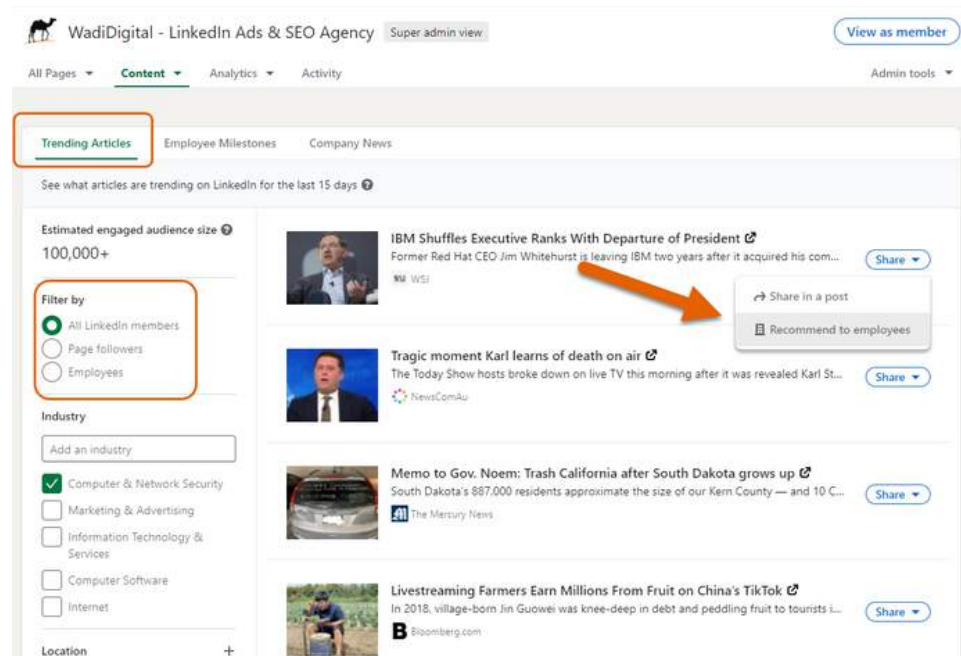 WadiDigital - LinkedIn Ads & SEO Agency
Super admin view
View as member
All Pages
Content
Analytics
Activity
Admin tools
Trending Articles
Employee Milestones
Company News
See what articles are trending on LinkedIn for the last 15 days
Estimated engaged audience size
100,000+
Filter by
All LinkedIn members
Page followers
Employees
Industry
Add an industry
Computer & Network Security
Marketing & Advertising
Information Technology &
Services
Computer Software
Internet
Location
+
IBM Shuffles Executive Ranks With Departure of President
Former Red Hat CEO Jim Whitehurst is leaving IBM two years after it acquired his com...
WSJ WSJ
Share
Share in a post
Recommend to employees
Tragic moment Karl learns of death on air
The Today Show hosts broke down on live TV this morning after it was revealed Karl St...
NewsComAu
Share
Memo to Gov. Noem: Trash California after South Dakota grows up
South Dakota's 887,000 residents approximate the size of our Kern County — and 10 C...
The Mercury News
Share
Livestreaming Farmers Earn Millions From Fruit on China's TikTok
In 2018, village-born Jin Guowei was knee-deep in debt and peddling fruit to tourists i...
B Bloomberg.com
Share